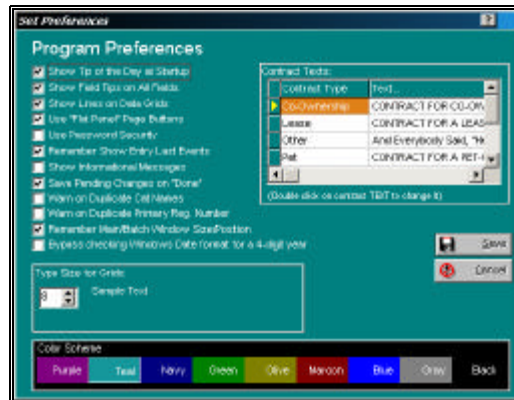 Set Preferences
Program Preferences
Show Tip of the Day at Startup
Show Field Tips on All Fields
Show Lines on Data Grids
Use "Flat Panel" Page Buttons
Use Password Security
Remember Show Entry Last Events
Show Informational Messages
Save Pending Changes on "Done"
Warn on Duplicate Cat Names
Warn on Duplicate Primary Reg. Number
Remember Main/Batch Window Size/Position
Bypass checking Windows Date format for a 4-digit year
Contract Texts:
Contract Type Text...
Co-Ownership CONTRACT FOR CO-OWN
Lease CONTRACT FOR A LEAS
Other And Everybody Said, "H
Pet CONTRACT FOR A PET-
(Double click on contract TEXT to change it)
Save
Cancel
Type Size for Grids:
8 Sample Text
Color Scheme
Purple Teal Navy Green Olive Maroon Blue Gray Black